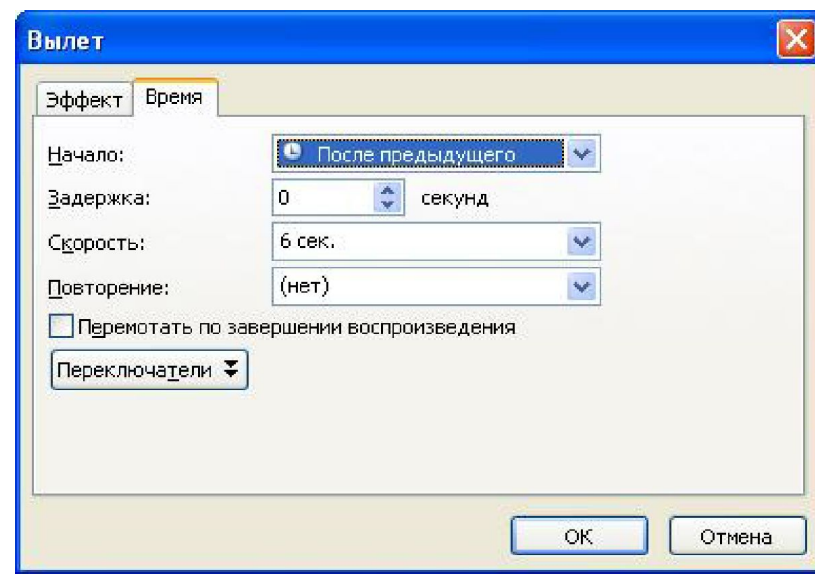 Вылет
Эффект Время
Начало: После предыдущего
Задержка: 0 секунд
Скорость: 6 сек.
Повторение: (нет)
Перемотать по завершении воспроизведения
Переключатели
ОК Отмена